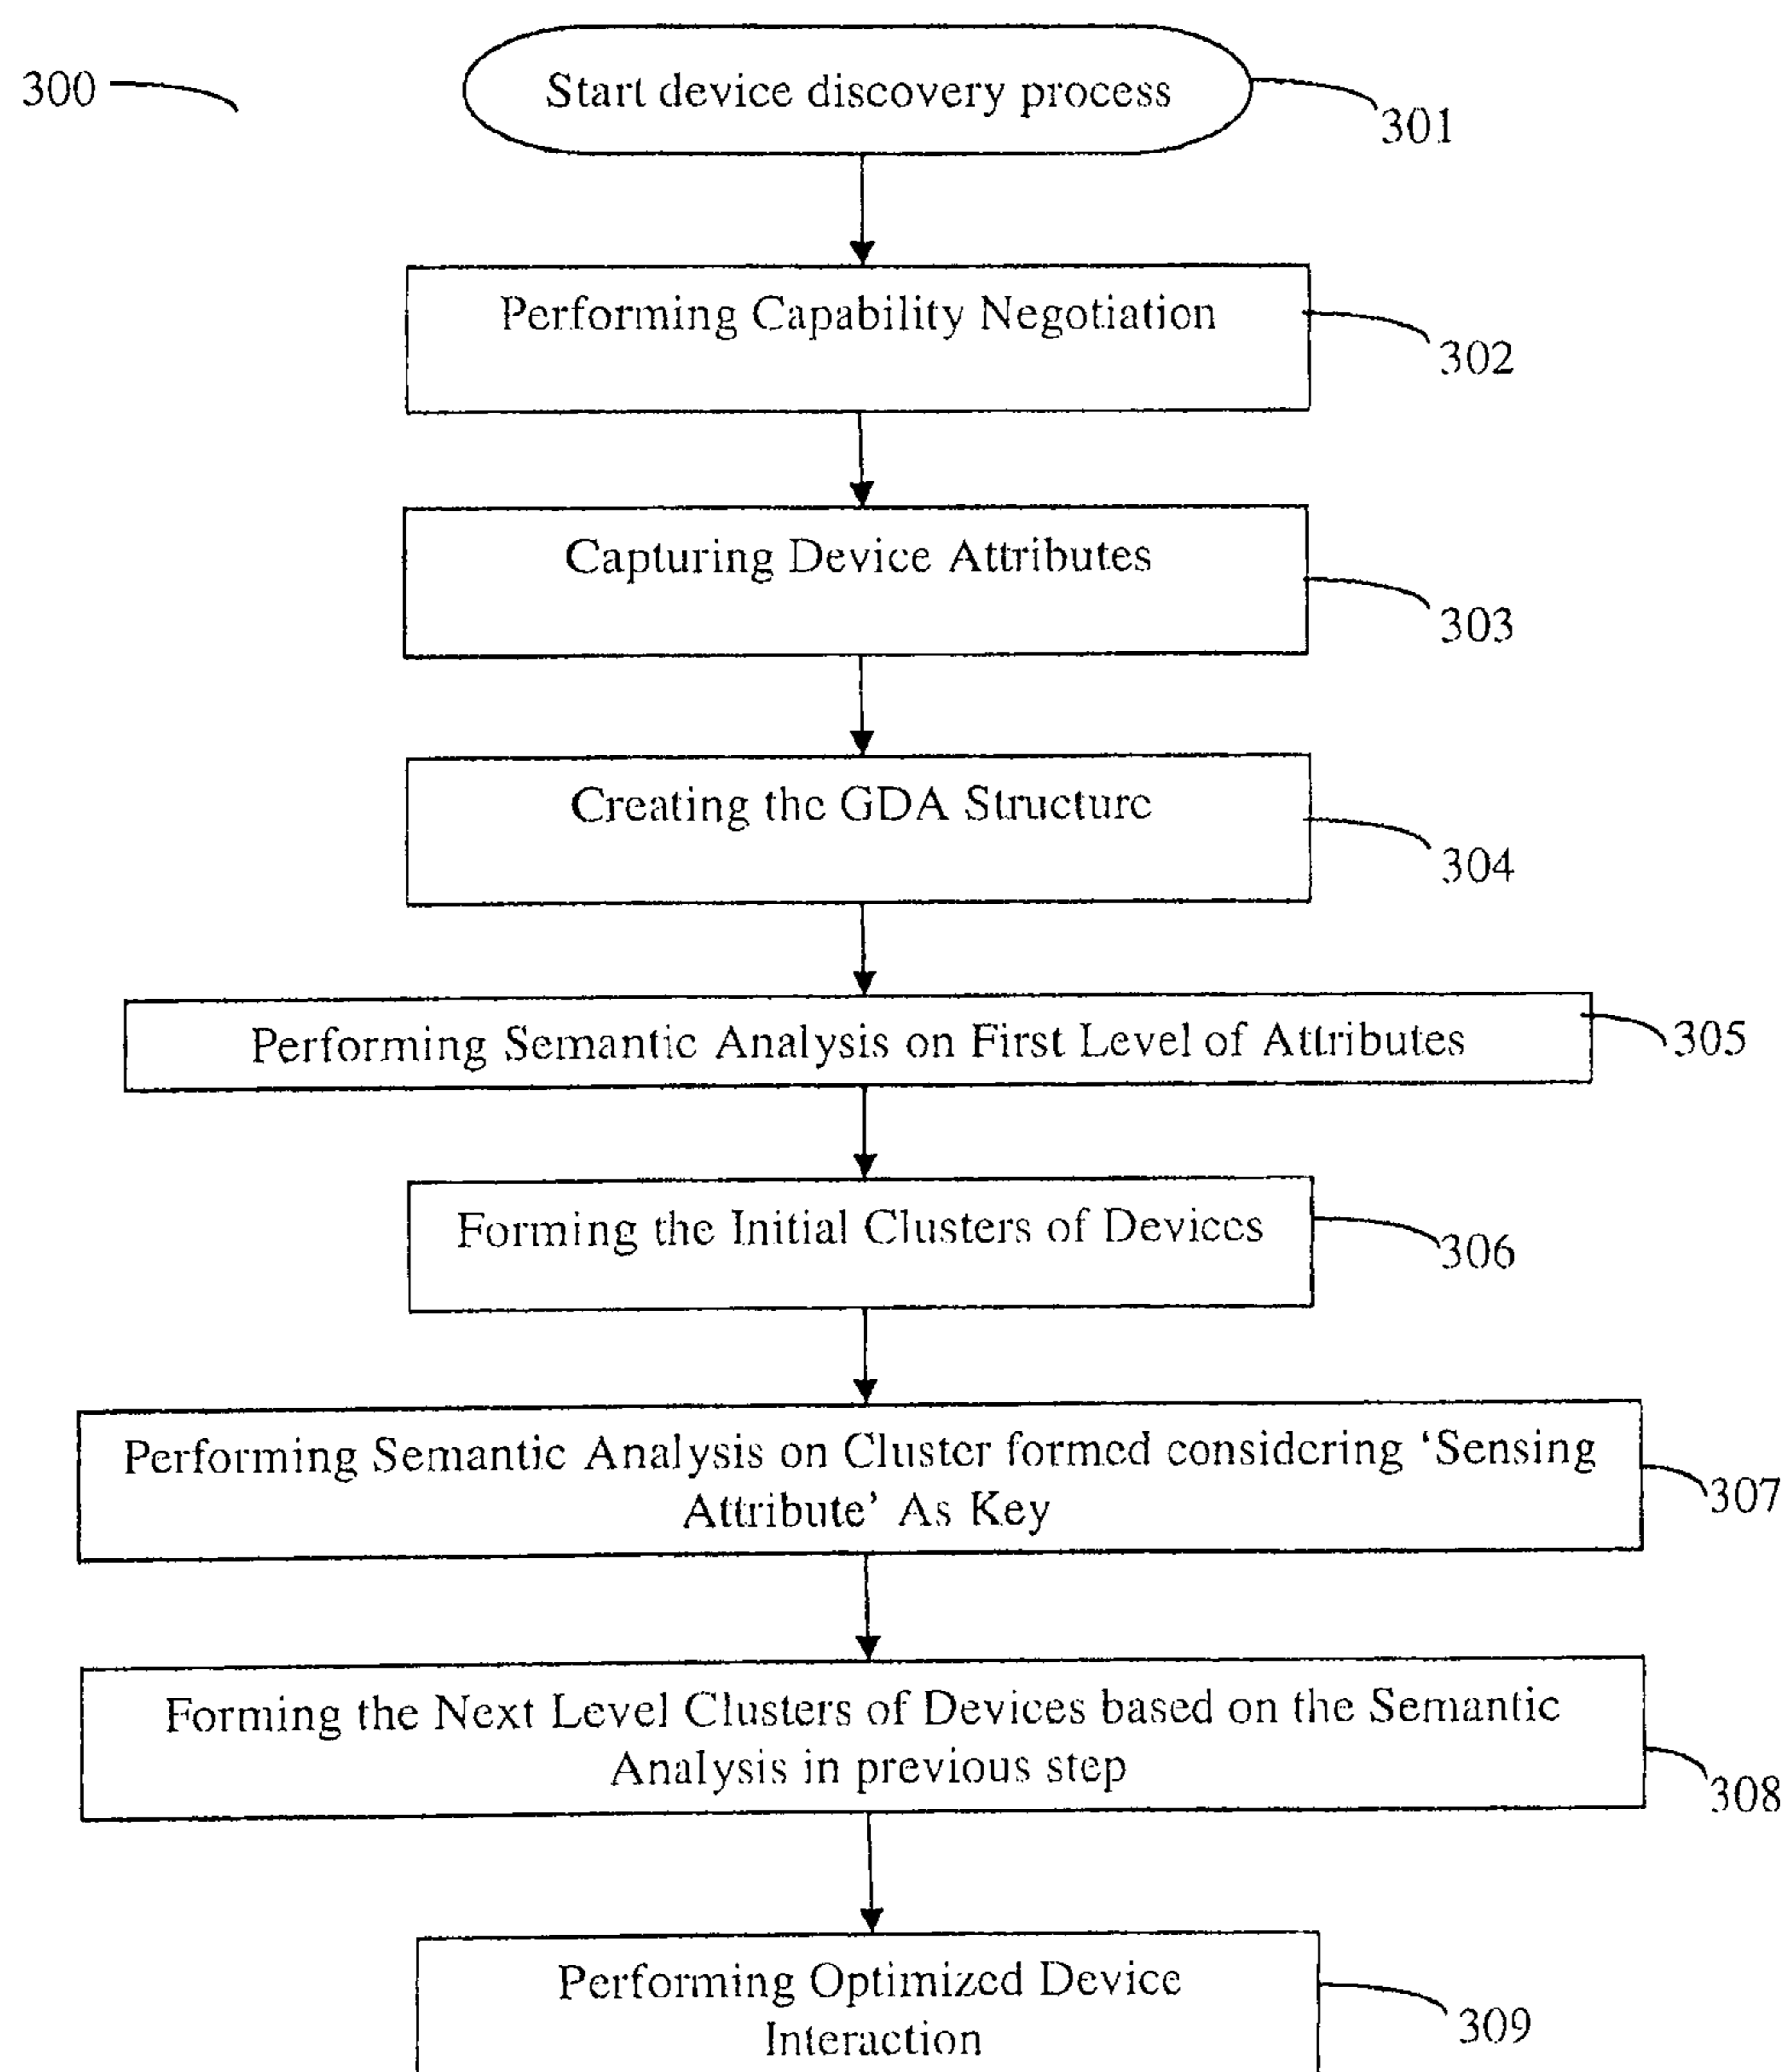 300
Start device discovery process
301
Performing Capability Negotiation
302
Capturing Device Attributes
303
Creating the GDA Structure
304
Performing Semantic Analysis on First Level of Attributes
305
Forming the Initial Clusters of Devices
306
Performing Semantic Analysis on Cluster formed considering ‘Sensing
Attribute’ As Key
307
Forming the Next Level Clusters of Devices based on the Semantic
Analysis in previous step
308
Performing Optimized Device
Interaction
309